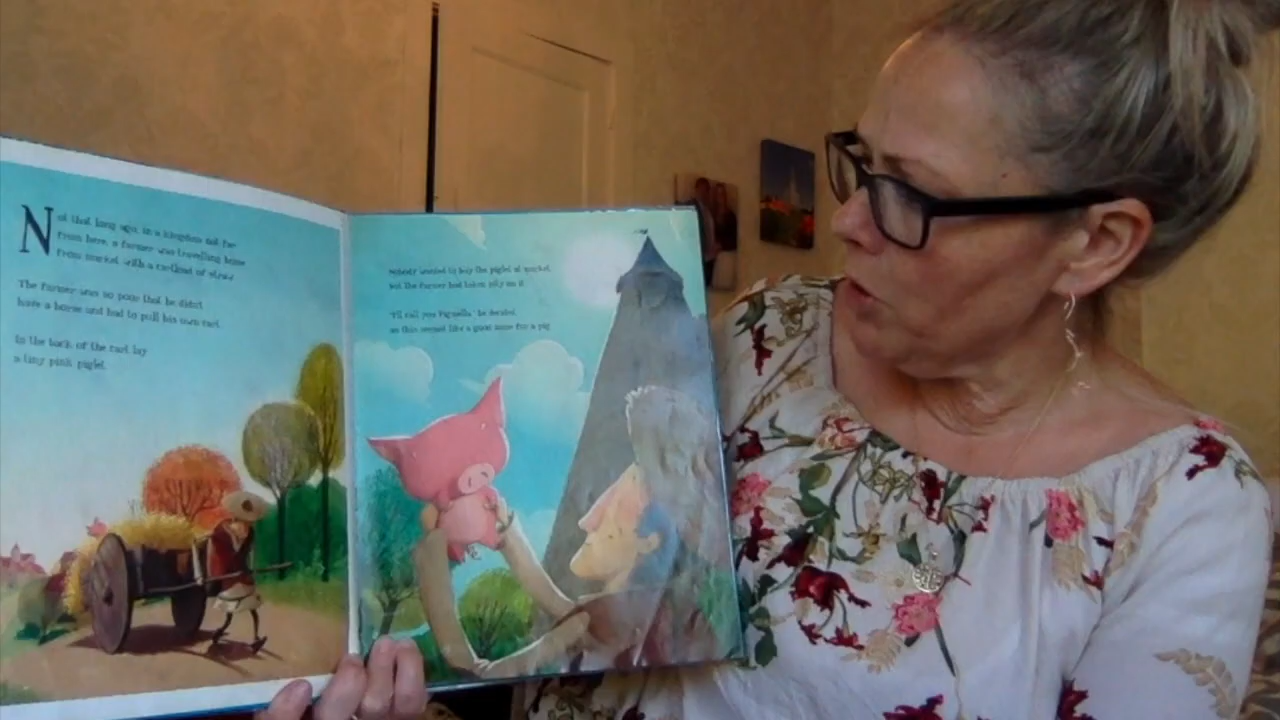 Not that long ago, in a kingdom not far
from here, a farmer was travelling home
from market with a cartload of straw.
The farmer was so poor that he didn't
have a horse and had to pull his own cart.
In the back of the cart lay
a tiny pink piglet.
Nobody wanted to buy the piglet at market,
but the farmer had taken pity on it.
"I'll call you Pigsella," he decided,
as this seemed like a good name for a pig.